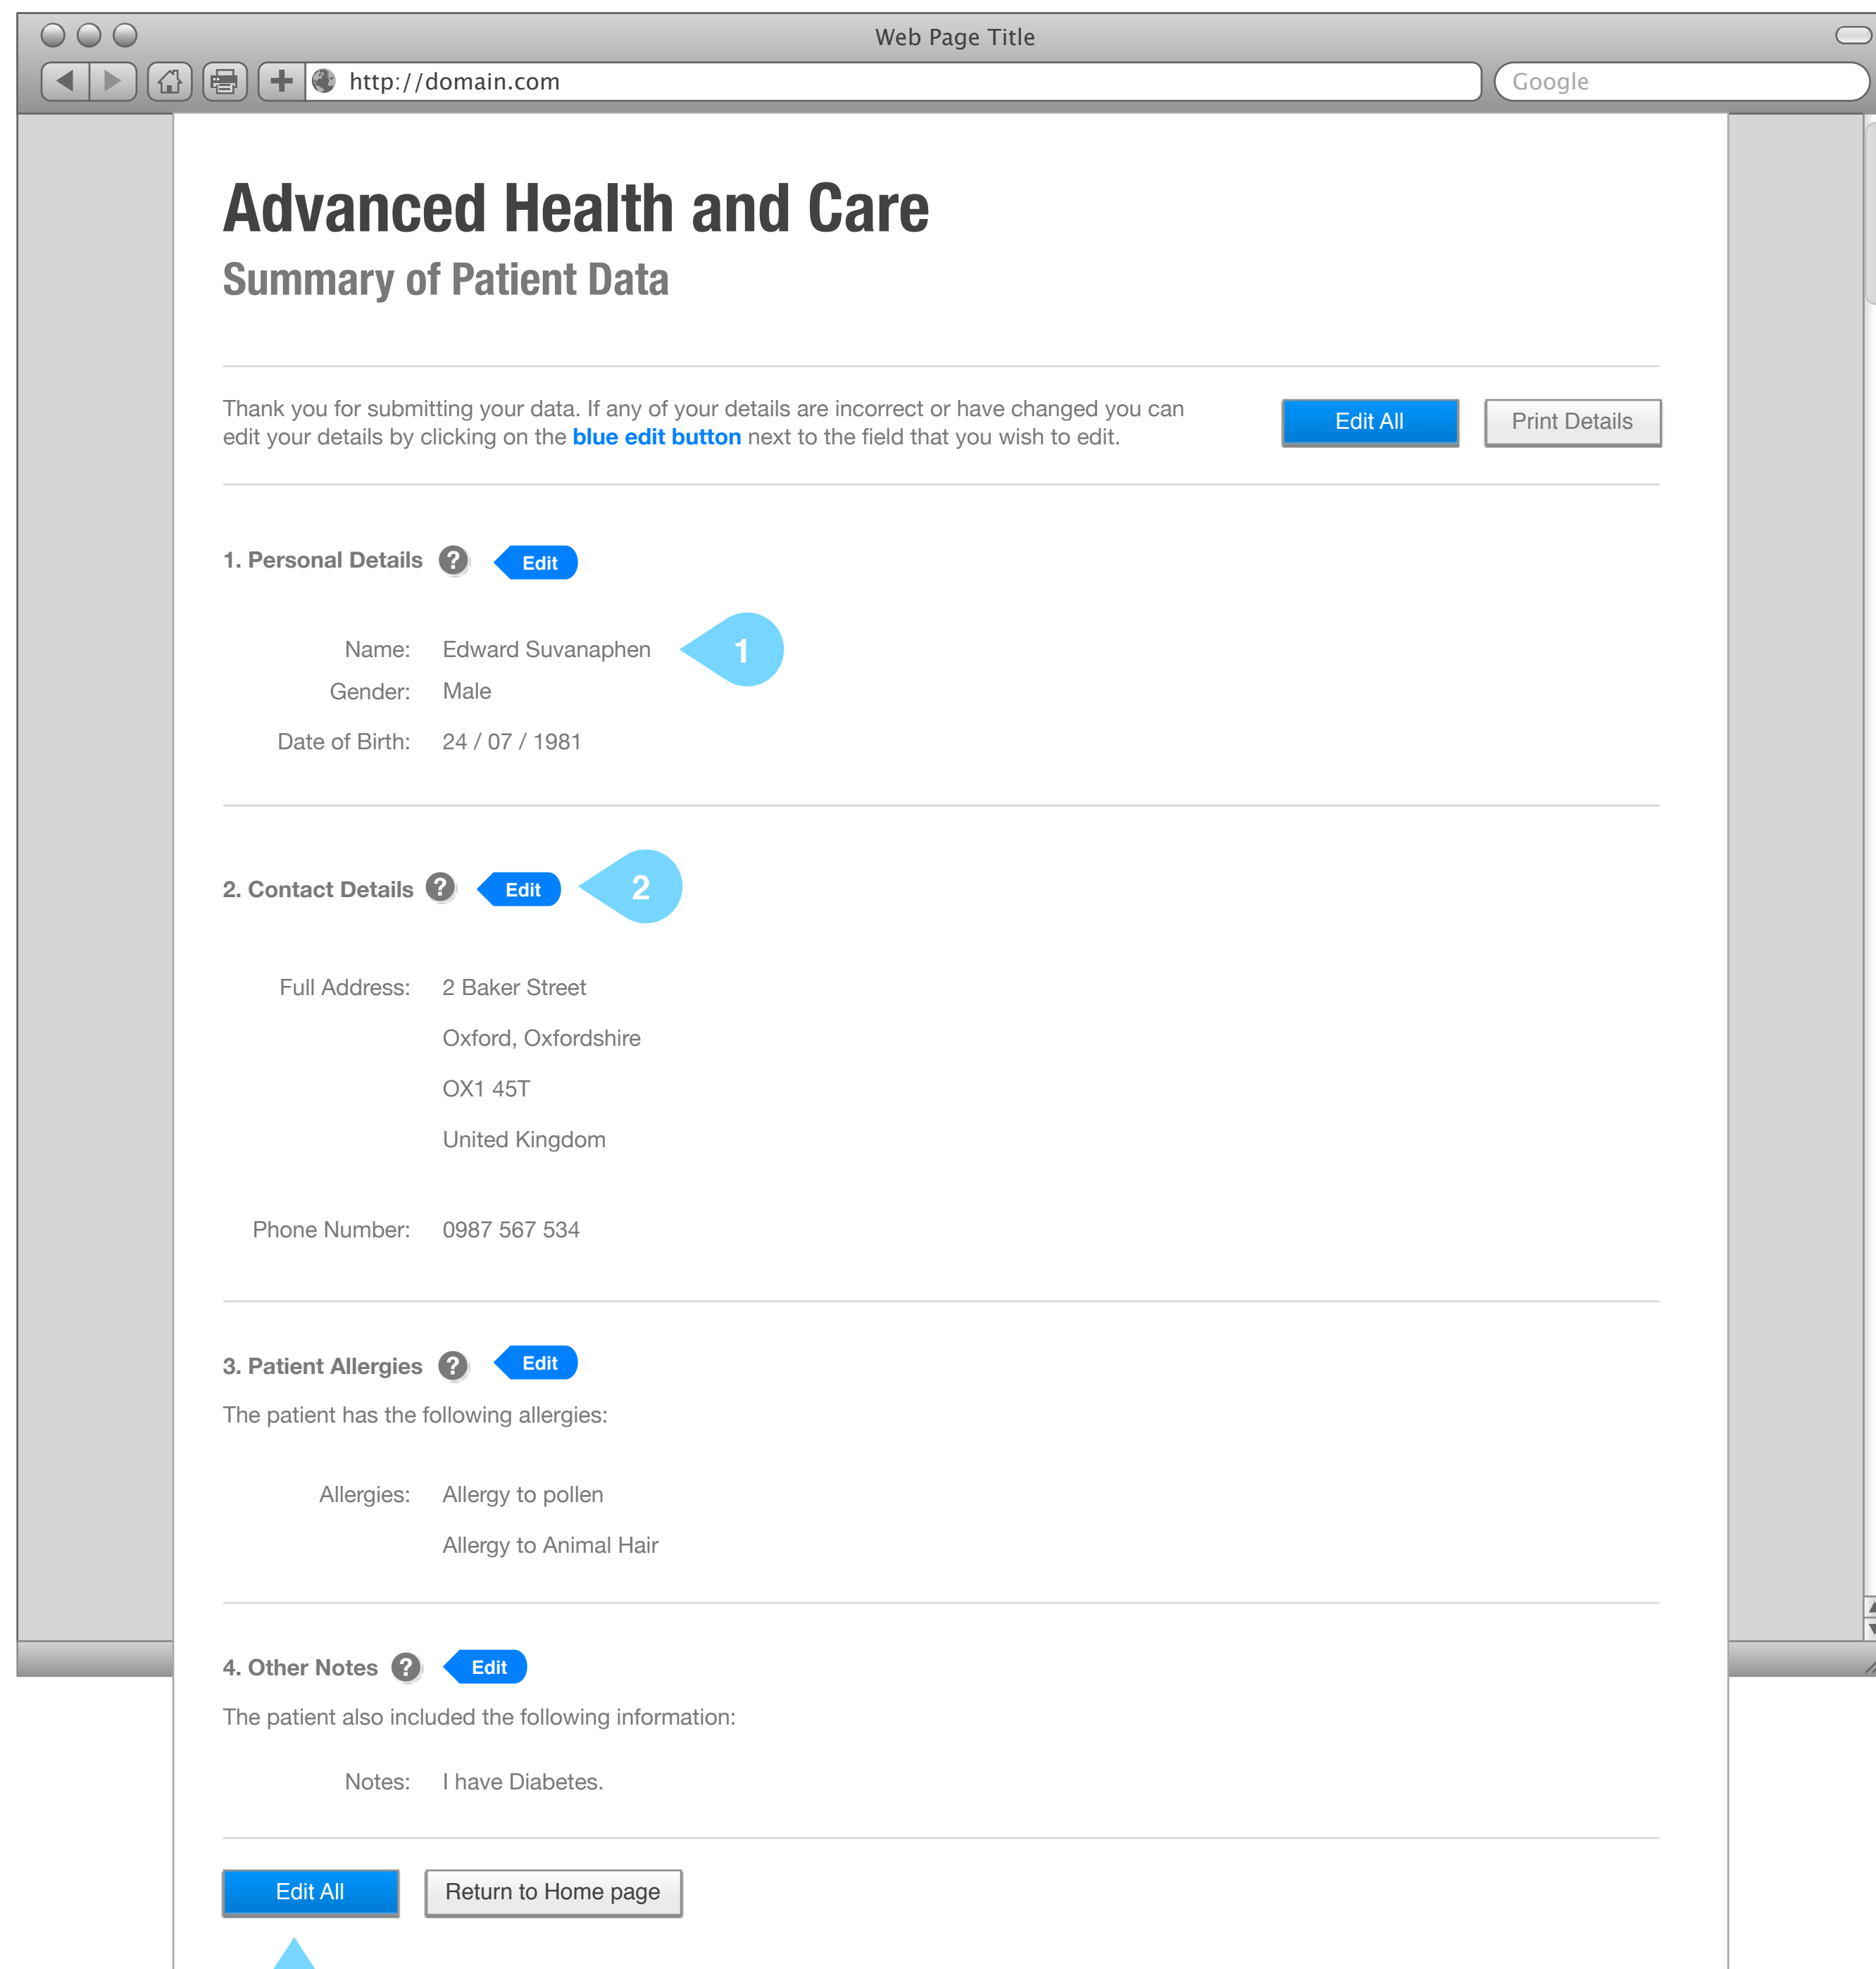 Web Page Title
http://domain.com
Google
Advanced Health and Care
Summary of Patient Data
Thank you for submitting your data. If any of your details are incorrect or have changed you can
edit your details by clicking on the blue edit button next to the field that you wish to edit.
Edit All
Print Details
1. Personal Details ? Edit
Name: Edward Suvanaphen 1
Gender: Male
Date of Birth: 24 / 07 / 1981
2. Contact Details ? Edit 2
Full Address: 2 Baker Street
Oxford, Oxfordshire
OX1 45T
United Kingdom
Phone Number: 0987 567 534
3. Patient Allergies ? Edit
The patient has the following allergies:
Allergies: Allergy to pollen
Allergy to Animal Hair
4. Other Notes ? Edit
The patient also included the following information:
Notes: I have Diabetes.
Edit All
Return to Home page